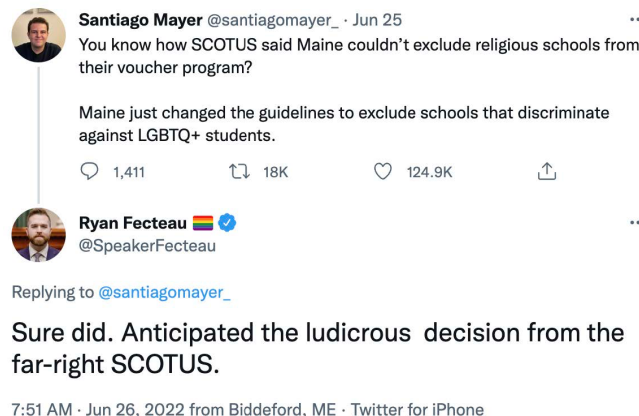 Santiago Mayer @santiagomayer_ · Jun 25
You know how SCOTUS said Maine couldn't exclude religious schools from
their voucher program?
Maine just changed the guidelines to exclude schools that discriminate
against LGBTQ+ students.
1,411 18K 124.9K
Ryan Fecteau 🏳️‍🌈
@SpeakerFecteau
Replying to @santiagomayer_
Sure did. Anticipated the ludicrous decision from the
far-right SCOTUS.
7:51 AM · Jun 26, 2022 from Biddeford, ME · Twitter for iPhone